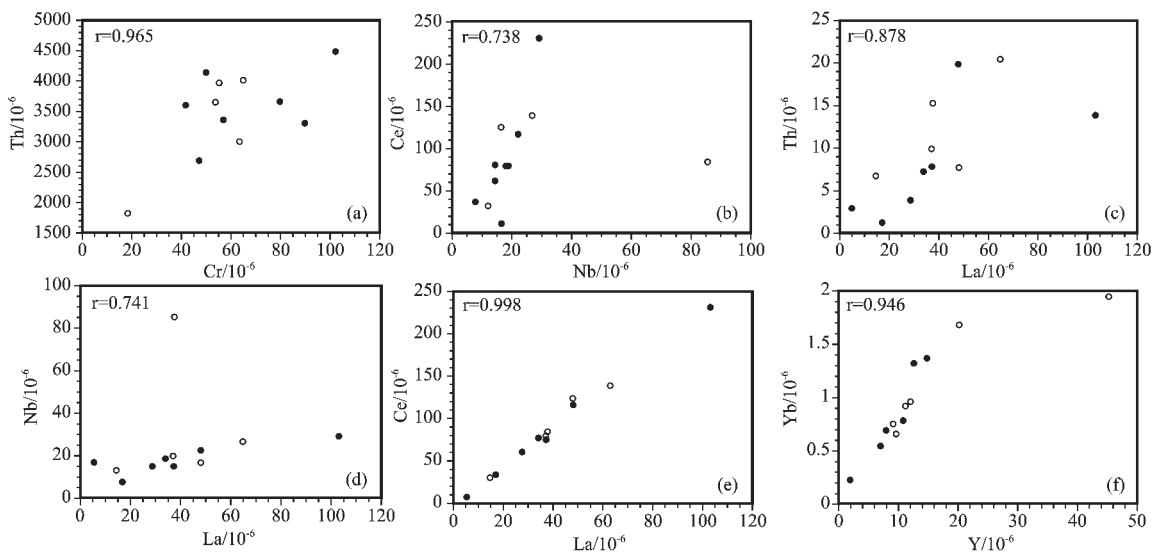 r=0.965
5000
4500
4000
3500
3000
2500
2000
1500
Th/10⁻⁶
0 20 40 60 80 100 120
Cr/10⁻⁶
(a)
r=0.738
250
200
150
100
50
0
Ce/10⁻⁶
0 20 40 60 80 100
Nb/10⁻⁶
(b)
r=0.878
25
20
15
10
5
0
Th/10⁻⁶
0 20 40 60 80 100 120
La/10⁻⁶
(c)
r=0.741
100
80
60
40
20
0
Nb/10⁻⁶
0 20 40 60 80 100 120
La/10⁻⁶
(d)
r=0.998
250
200
150
100
50
0
Ce/10⁻⁶
0 20 40 60 80 100 120
La/10⁻⁶
(e)
r=0.946
2
1.5
1
0.5
0
Yb/10⁻⁶
0 10 20 30 40 50
Y/10⁻⁶
(f)